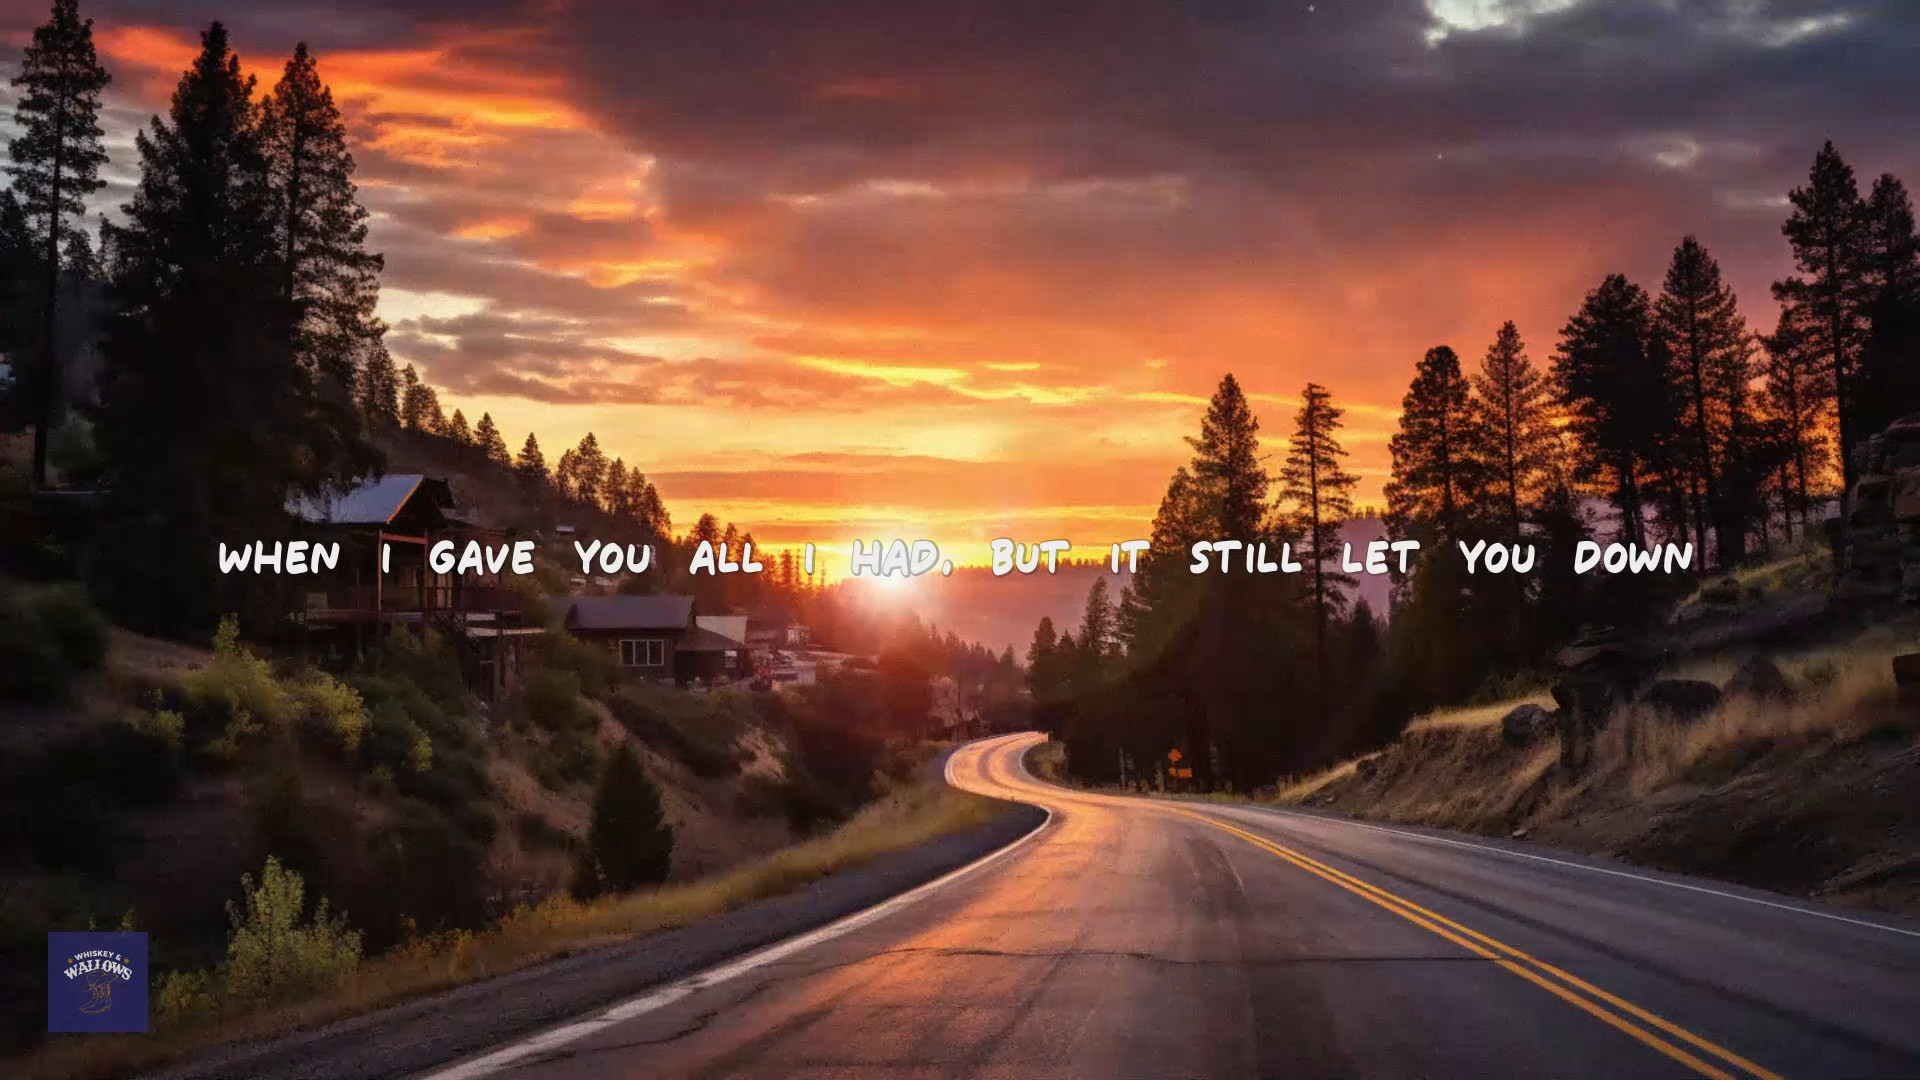 WHEN I GAVE YOU ALL I HAD, BUT IT STILL LET YOU DOWN
WHISKEY &
WALLOWS